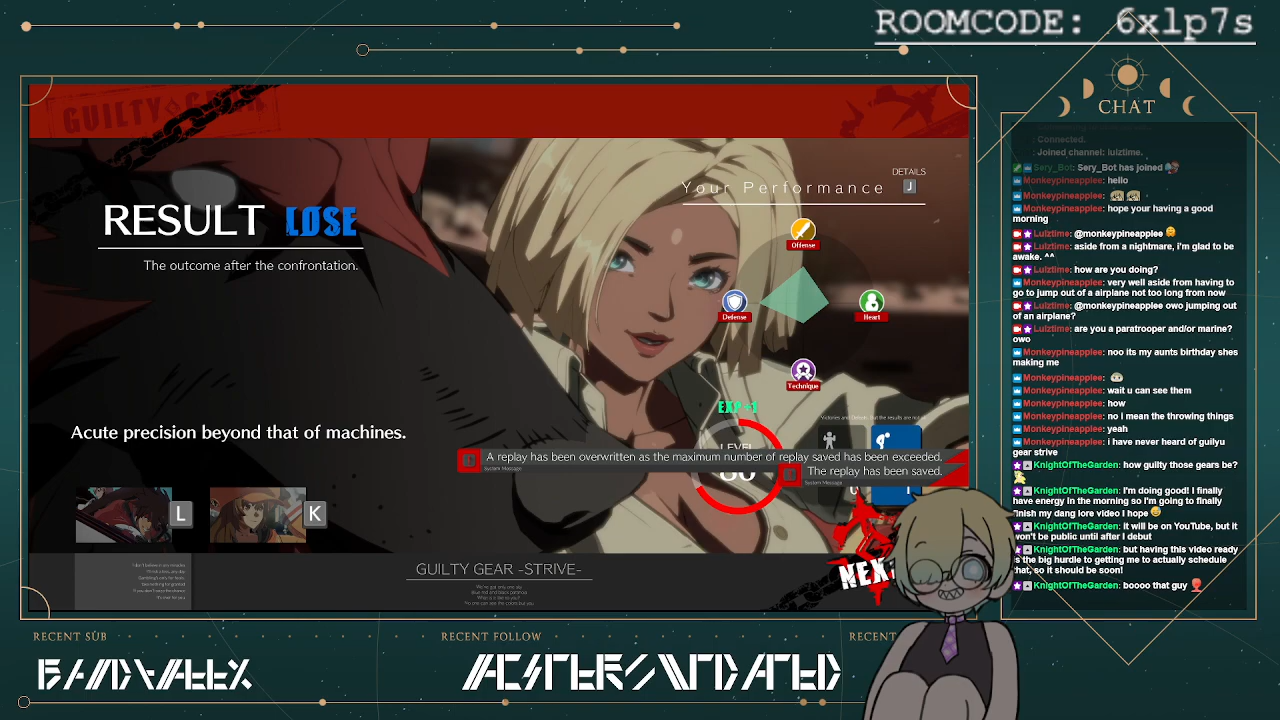 ROOMCODE: 6xlp7s
CHAT
GUILTY GEAR
DETAILS
Your Performance J
RESULT LOSE
The outcome after the confrontation.
Offense
Defense
Heart
Technique
EXP+1
LEVEL
Acute precision beyond that of machines.
A replay has been overwritten as the maximum number of replay saved has been exceeded.
System Message
The replay has been saved.
System Message
L
K
GUILTY GEAR -STRIVE-
NEX
: Connected.
: Joined channel: lulztime.
Sery_Bot: Sery_Bot has joined
Monkeypineapplee: hello
Monkeypineapplee:
Monkeypineapplee: hope your having a good
morning
Lulztime: @monkeypineapplee
Lulztime: aside from a nightmare, i'm glad to be
awake. ^^
Lulztime: how are you doing?
Monkeypineapplee: very well aside from having to
go to jump out of a airplane not too long from now
Lulztime: @monkeypineapplee owo jumping out
of an airplane?
Lulztime: are you a paratrooper and/or marine?
owo
Monkeypineapplee: noo its my aunts birthday shes
making me
Monkeypineapplee:
Monkeypineapplee: wait u can see them
Monkeypineapplee: how
Monkeypineapplee: no I mean the throwing things
Monkeypineapplee: yeah
Monkeypineapplee: i have never heard of guilyu
gear strive
KnightOfTheGarden: how guilty those gears be?
KnightOfTheGarden: I'm doing good! I finally
have energy in the morning so I'm going to finally
finish my dang lore video I hope
KnightOfTheGarden: It will be on YouTube, but it
won't be public until after I debut
KnightOfTheGarden: but having this video ready
is the big hurdle to getting me to actually schedule
that, so it should be soon!
KnightOfTheGarden: boooo that guy
RECENT SUB
RECENT FOLLOW
RECENT